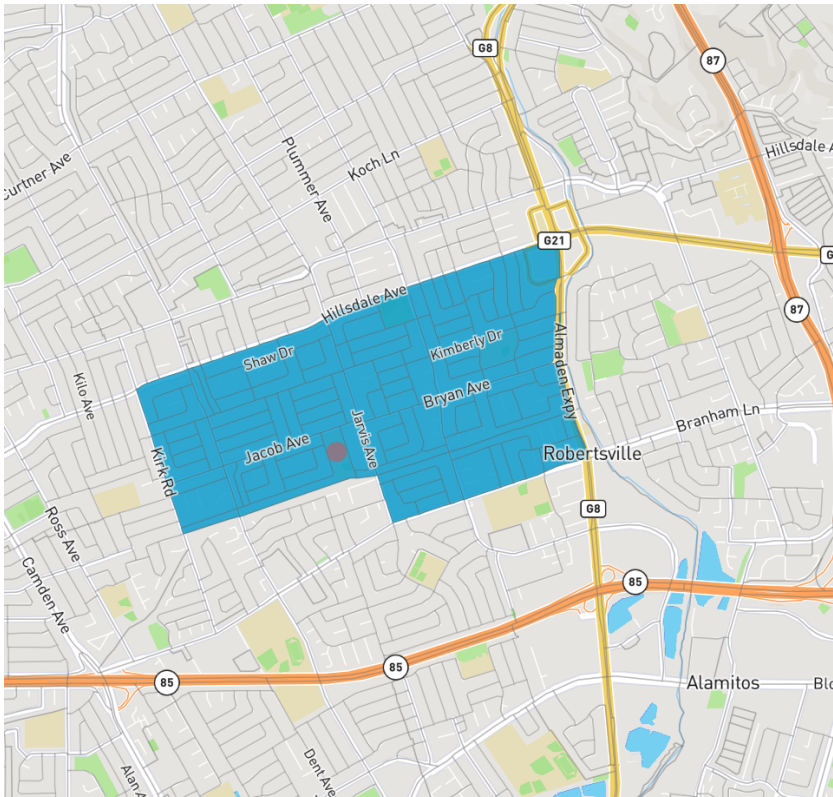 G8
87
Hillsdale A
Plummer Ave
Koch Ln
Curtner Ave
G21
G
Hillsdale Ave
87
Shaw Dr
Kimberly Dr
Almaden Expy
Kilo Ave
Bryan Ave
Branham Ln
Jarvis Ave
Jacob Ave
Robertsville
Kirk Rd
G8
Ross Ave
Camden Ave
85
85
85
Alamitos
Blo
Dent Ave
Alan A